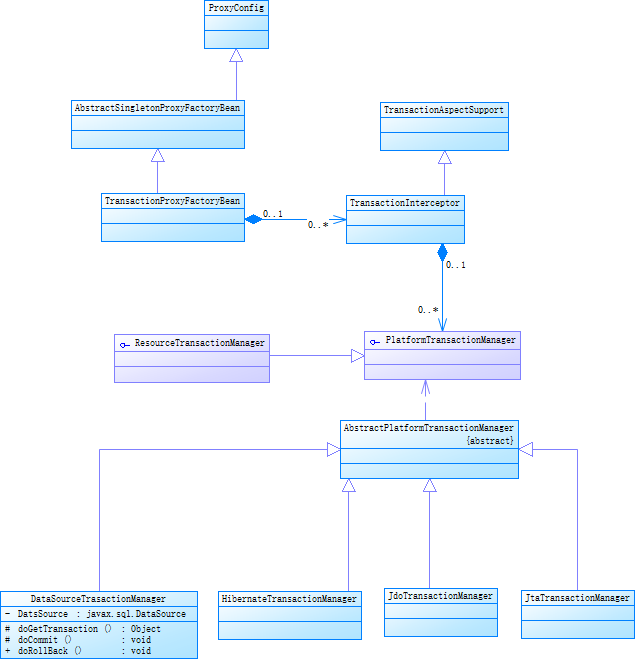 ProxyConfig
AbstractSingletonProxyFactoryBean
TransactionAspectSupport
TransactionProxyFactoryBean
TransactionInterceptor
0..1
0..*
0..1
0..*
ResourceTransactionManager
PlatformTransactionManager
AbstractPlatformTransactionManager
{abstract}
DataSourceTrasactionManager
- DatsSource : javax.sql.DataSource
# doGetTransaction () : Object
# doCommit () : void
+ doRollBack () : void
HibernateTransactionManager
JdoTransactionManager
JtaTransactionManager